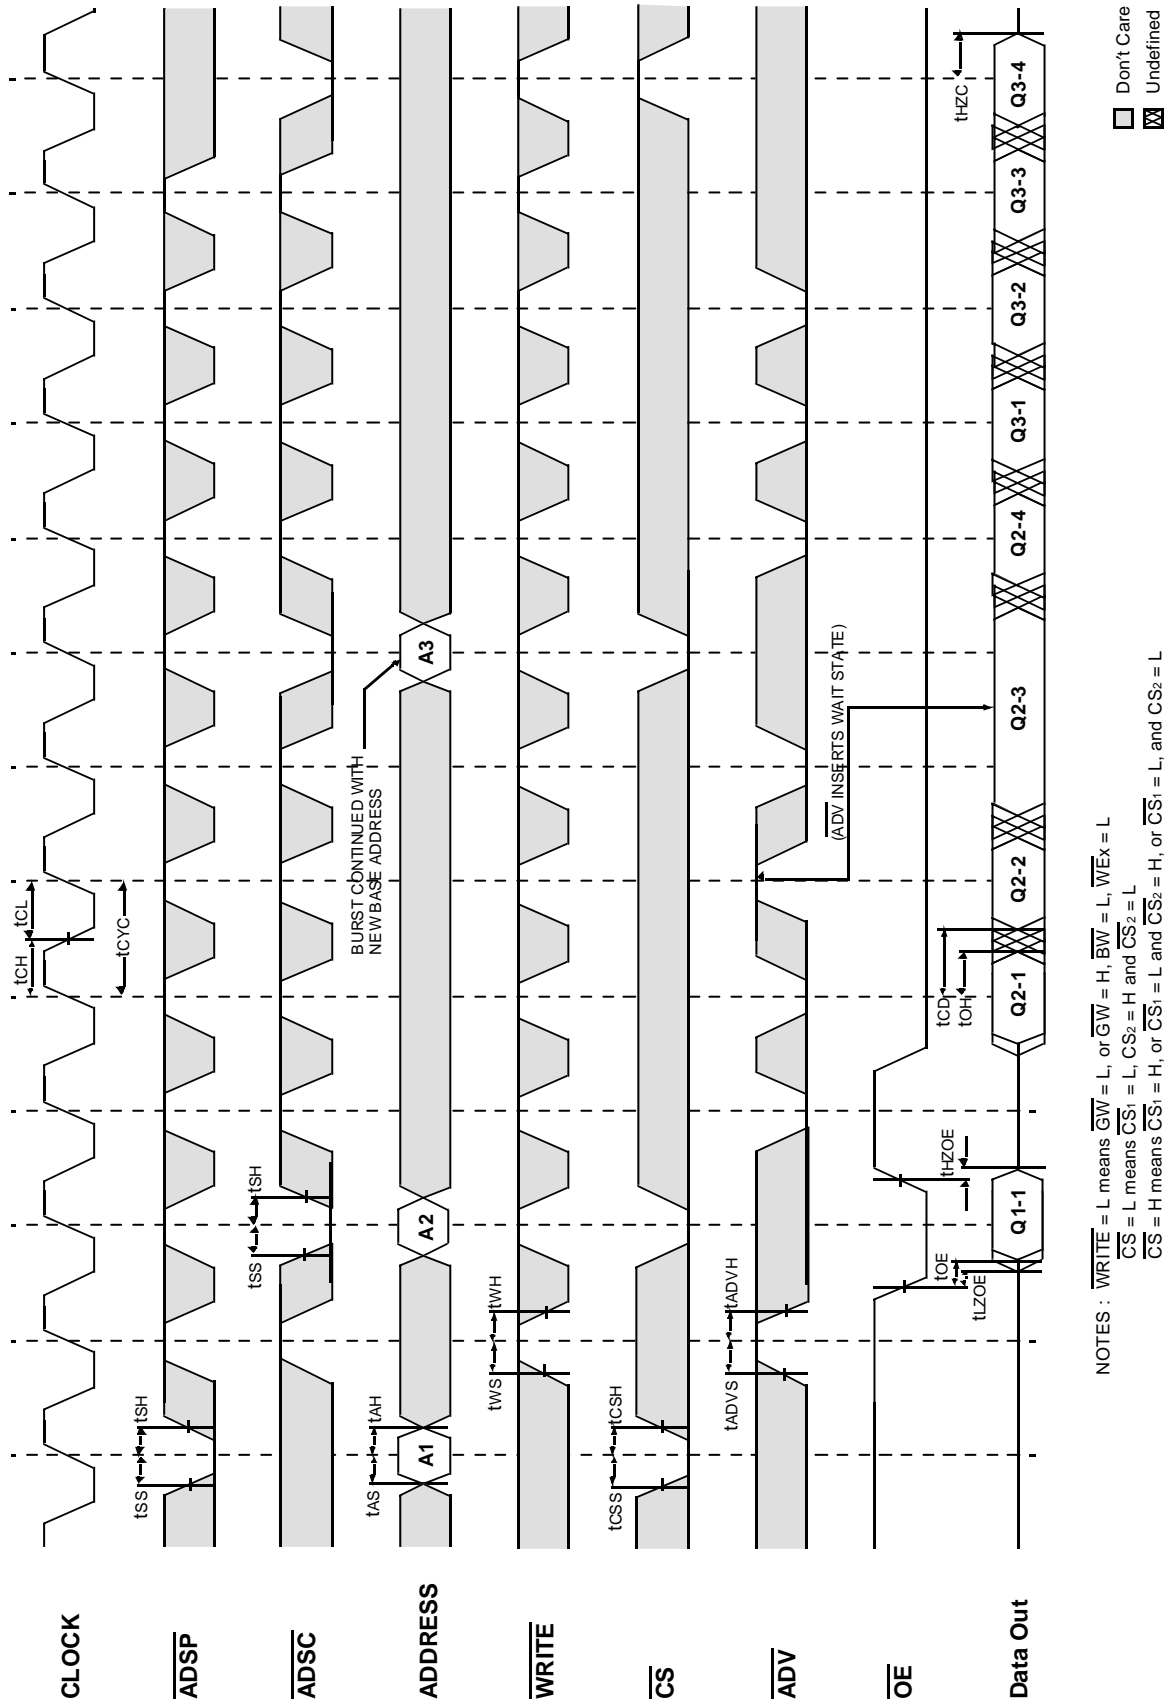 CLOCK
tCH
tCL
tCYC
ADSP
tSS
tSH
ADSC
tSS
tSH
ADDRESS
tAS
tAH
A1
A2
A3
BURST CONTINUED WITH
NEW BASE ADDRESS
WRITE
tWS
tWH
CS
tCSS
tCSH
ADV
tADVS
tADVH
(ADV INSERTS WAIT STATE)
OE
tOE
tLZOE
tHZOE
tCD
tOH
tHZC
Data Out
Q1-1
Q2-1
Q2-2
Q2-3
Q2-4
Q3-1
Q3-2
Q3-3
Q3-4
NOTES : WRITE = L means GW = L, or GW = H, BW = L, WEx = L
CS = L means CS1 = L, CS2 = H and CS2 = L
CS = H means CS1 = H, or CS1 = L and CS2 = H, or CS1 = L, and CS2 = L
Don't Care
Undefined